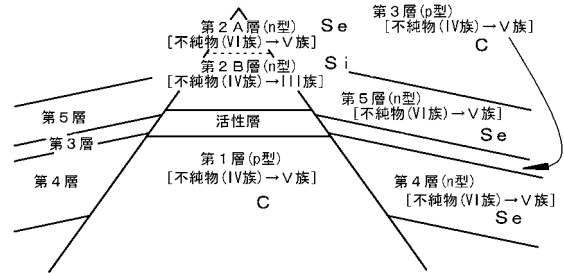 第２Ａ層(n型)
[不純物(VI族)→Ⅴ族]
Ｓｅ
第２Ｂ層(n型)
[不純物(IV族)→III族]
Ｓｉ
第３層(p型)
[不純物(IV族)→Ⅴ族]
Ｃ
第５層(n型)
[不純物(VI族)→Ⅴ族]
Ｓｅ
第５層
第３層
第４層
活性層
第１層(p型)
[不純物(IV族)→Ⅴ族]
Ｃ
第４層(n型)
[不純物(VI族)→Ⅴ族]
Ｓｅ